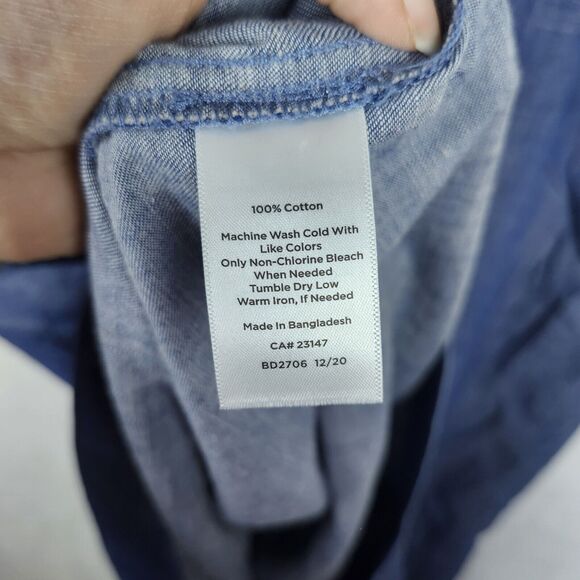 100% Cotton
Machine Wash Cold With
Like Colors
Only Non-Chlorine Bleach
When Needed
Tumble Dry Low
Warm Iron, If Needed
Made In Bangladesh
CA# 23147
BD2706 12/20